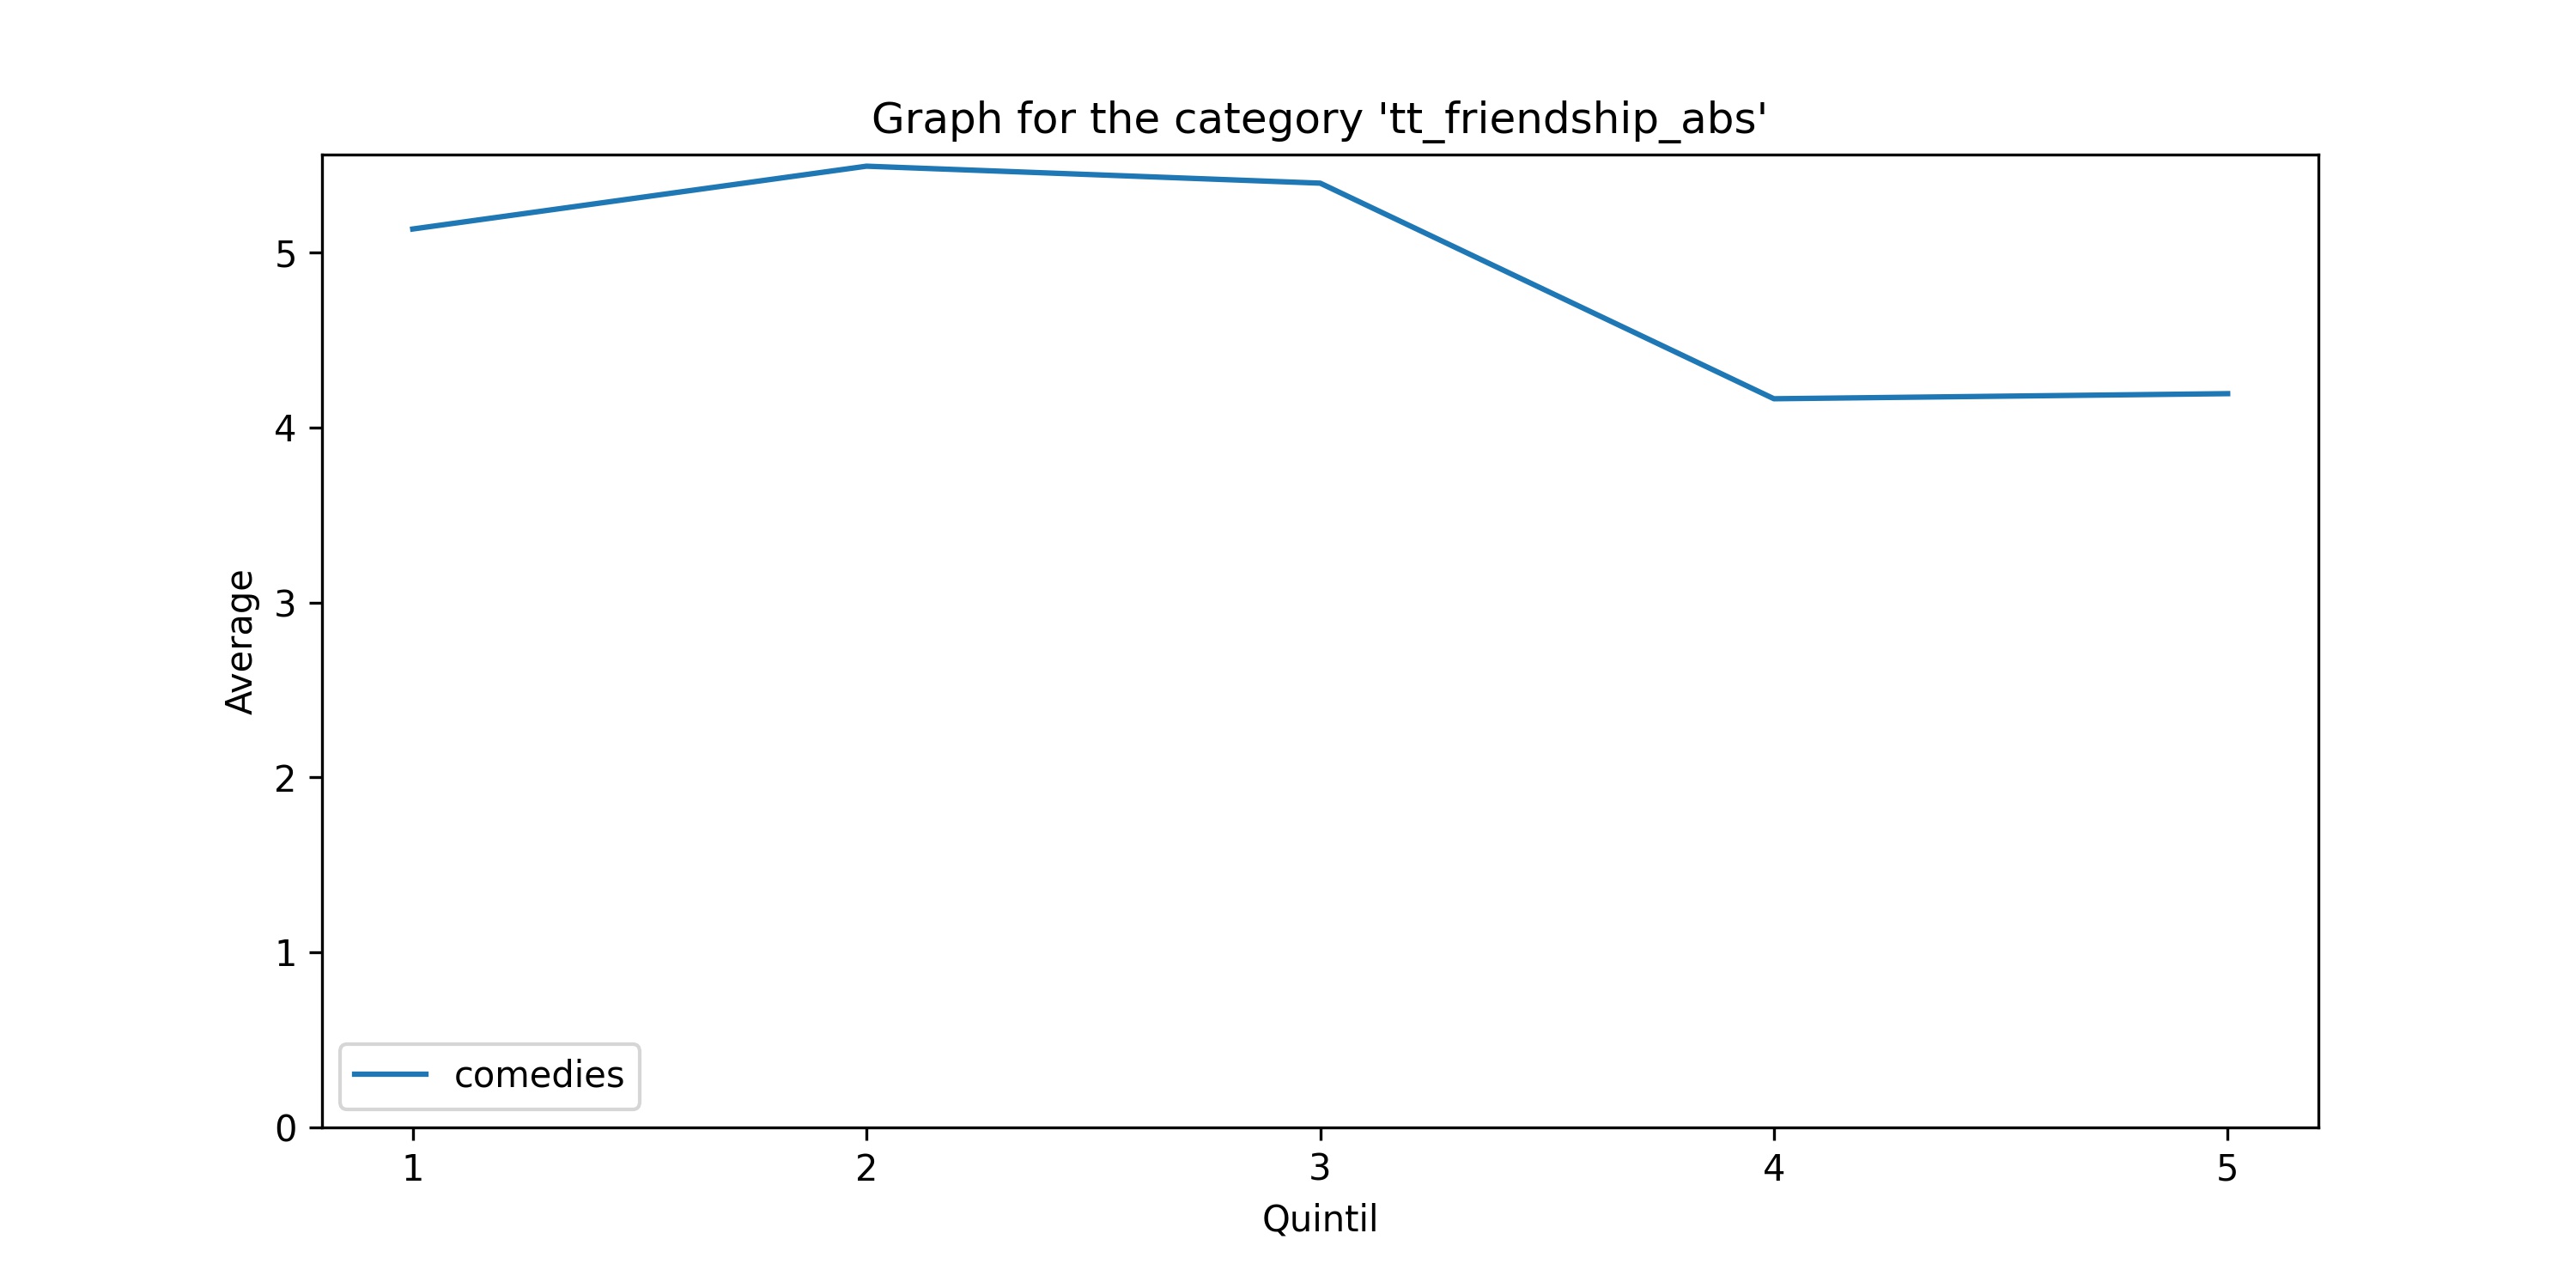 Graph for the category 'tt_friendship_abs'
Average
5
4
3
2
1
0
comedies
1 2 3 4 5
Quintil